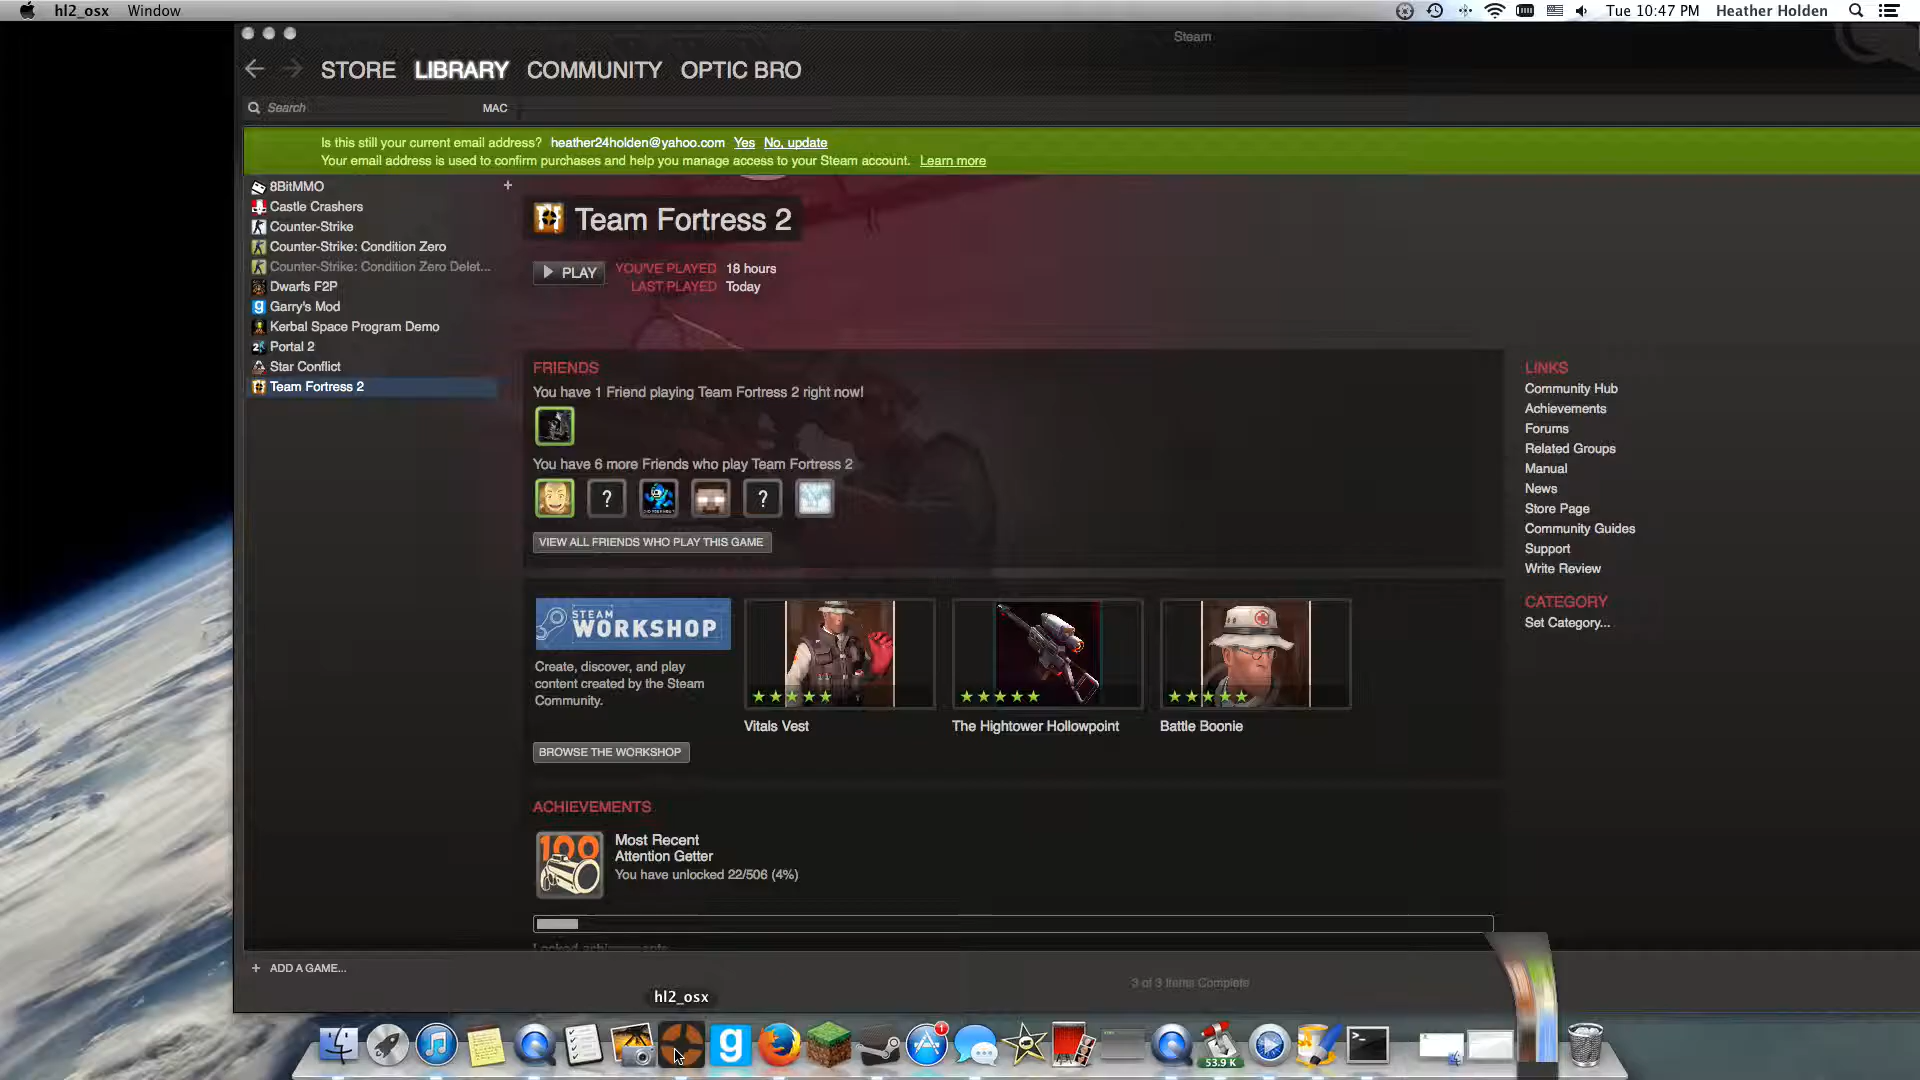 hl2_osx Window
Tue 10:47 PM Heather Holden
Steam
STORE LIBRARY COMMUNITY OPTIC BRO
Search MAC
Is this still your current email address? heather24holden@yahoo.com Yes No, update
Your email address is used to confirm purchases and help you manage access to your Steam account. Learn more
8BitMMO +
Castle Crashers
Counter-Strike
Counter-Strike: Condition Zero
Counter-Strike: Condition Zero Delet...
Dwarfs F2P
Garry's Mod
Kerbal Space Program Demo
Portal 2
Star Conflict
Team Fortress 2
Team Fortress 2
PLAY
YOU'VE PLAYED 18 hours
LAST PLAYED Today
FRIENDS
You have 1 Friend playing Team Fortress 2 right now!
You have 6 more Friends who play Team Fortress 2
? ?
VIEW ALL FRIENDS WHO PLAY THIS GAME
STEAM
WORKSHOP
Create, discover, and play
content created by the Steam
Community.
BROWSE THE WORKSHOP
Vitals Vest
The Hightower Hollowpoint
Battle Boonie
ACHIEVEMENTS
100
Most Recent
Attention Getter
You have unlocked 22/506 (4%)
Locked achievements
LINKS
Community Hub
Achievements
Forums
Related Groups
Manual
News
Store Page
Community Guides
Support
Write Review
CATEGORY
Set Category...
+ ADD A GAME...
3 of 3 Items Complete
hl2_osx
g
1
53.9 K